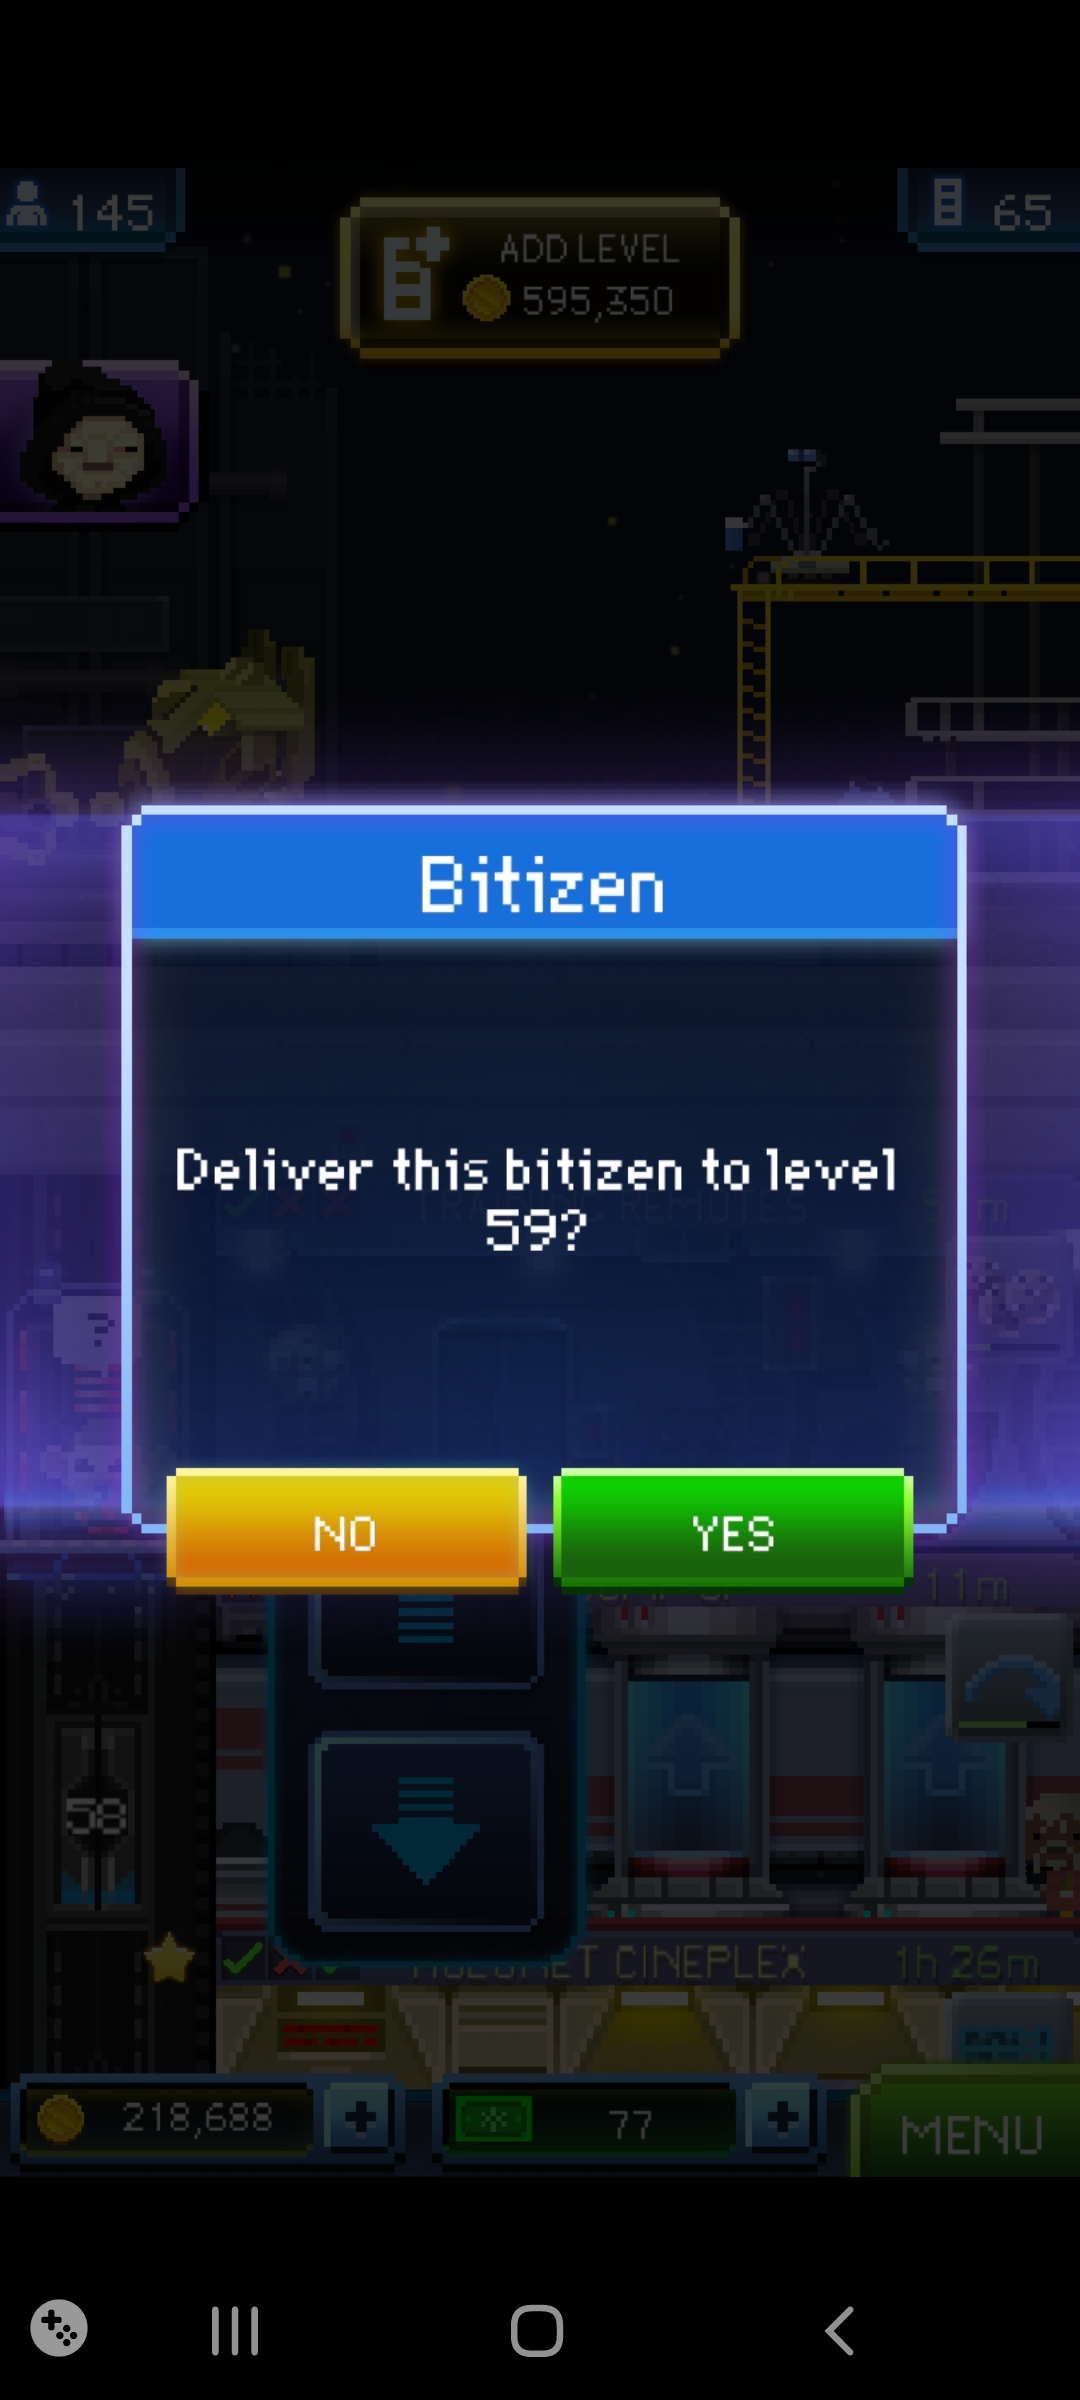 145
ADD LEVEL
595,350
65
Bitizen
Deliver this bitizen to level
59?
?
NO
YES
11m
58
CINEPLEX
1h 26m
218,688
77
MENU